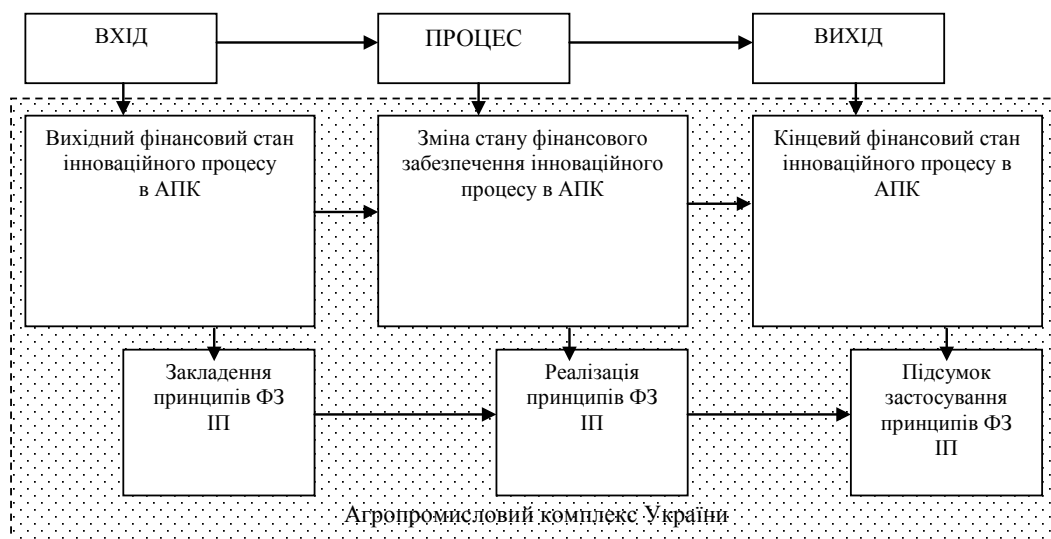 ВХІД
ПРОЦЕС
ВИХІД
Вихідний фінансовий стан
інноваційного процесу
в АПК
Зміна стану фінансового
забезпечення інноваційного
процесу в АПК
Кінцевий фінансовий стан
інноваційного процесу в
АПК
Закладення
принципів ФЗ
ІП
Реалізація
принципів ФЗ
ІП
Підсумок
застосування
принципів ФЗ
ІП
Агропромисловий комплекс України